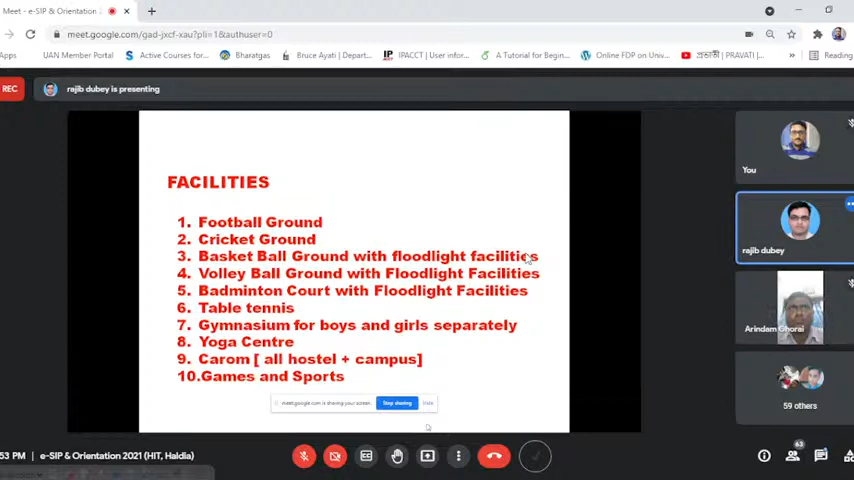 Meet - e-SIP & Orientation 2021
meet.google.com/gad-jxcf-xau?pli=1&authuser=0
Apps
UAN Member Portal
Active Courses for...
Bharatgas
Bruce Ayati | Depart...
IPACCT | User infor...
A Tutorial for Begin...
Online FDP on Univ...
| PRAVATI |...
Reading
REC
rajib dubey is presenting
FACILITIES
1. Football Ground
2. Cricket Ground
3. Basket Ball Ground with floodlight facilities
4. Volley Ball Ground with Floodlight Facilities
5. Badminton Court with Floodlight Facilities
6. Table tennis
7. Gymnasium for boys and girls separately
8. Yoga Centre
9. Carom [ all hostel + campus]
10.Games and Sports
meet.google.com is sharing your screen.
Stop sharing
Hide
You
rajib dubey
Arindam Ghorai
59 others
:53 PM | e-SIP & Orientation 2021 (HIT, Haldia)
63